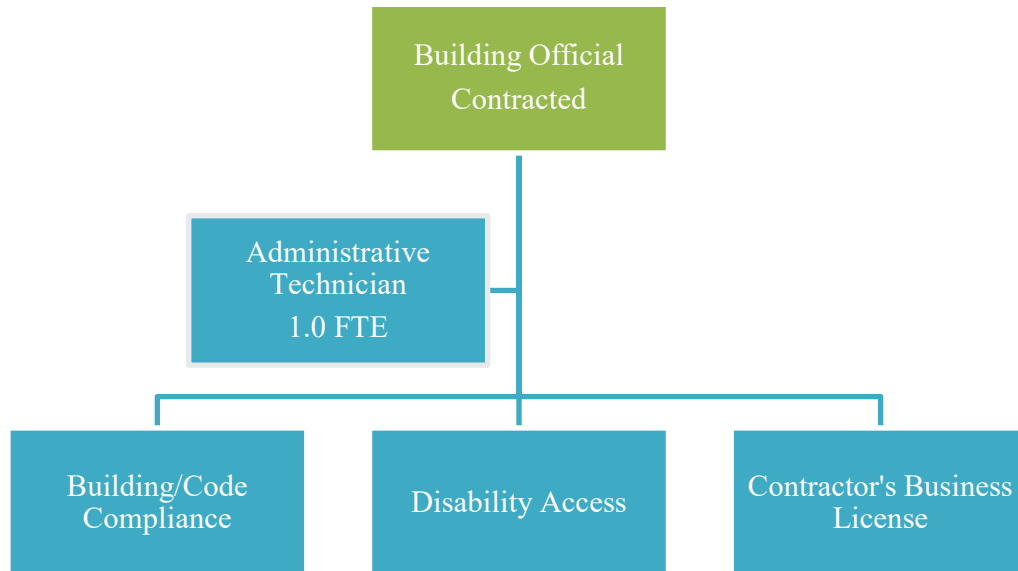 Building Official
Contracted
Administrative
Technician
1.0 FTE
Building/Code
Compliance
Disability Access
Contractor's Business
License